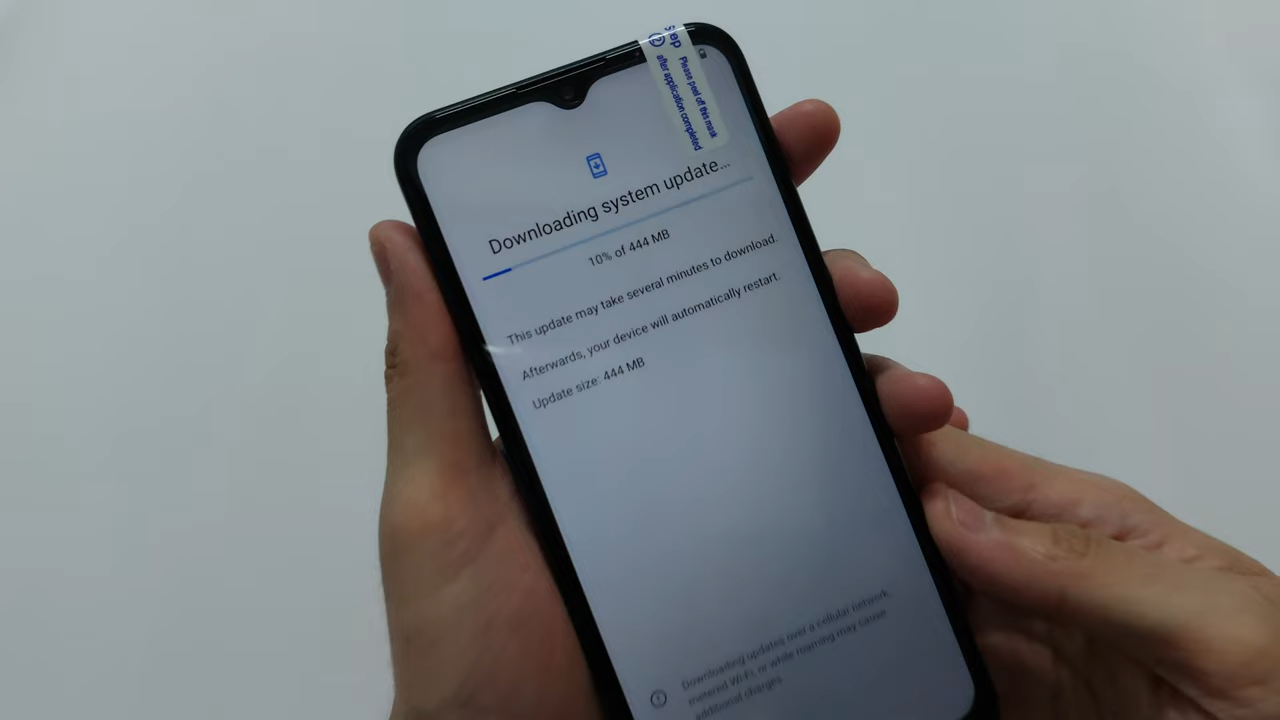 Step
2
Please peel off this mask
after application completed
Downloading system update...
10% of 444 MB
This update may take several minutes to download.
Afterwards, your device will automatically restart.
Update size: 444 MB
Downloading updates over a cellular network,
metered Wi-Fi, or while roaming may cause
additional charges